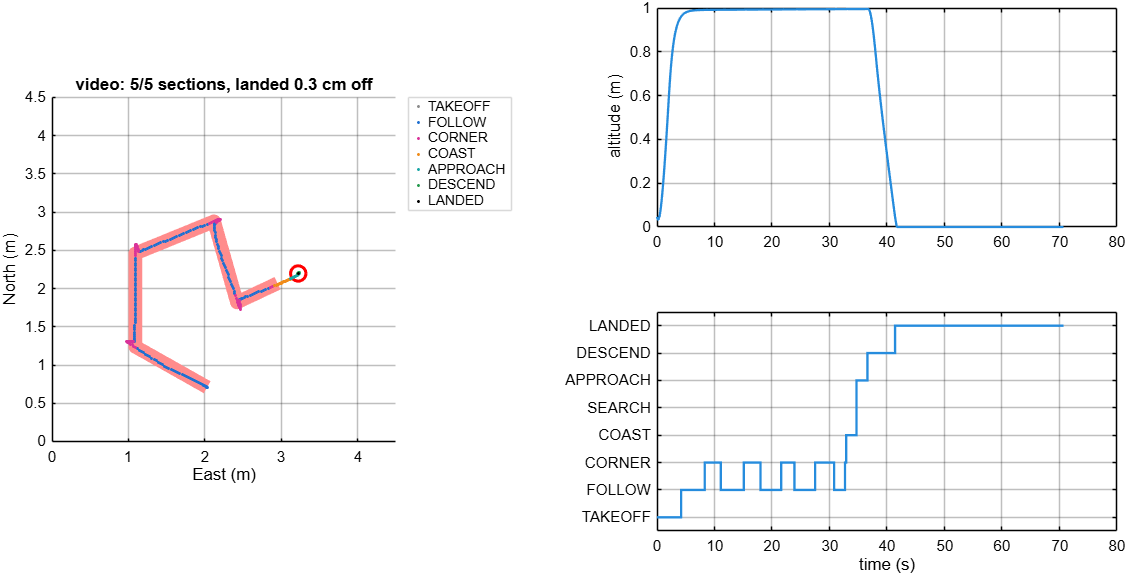 video: 5/5 sections, landed 0.3 cm off
4.5
4
3.5
3
2.5
2
1.5
1
0.5
0
North (m)
0 1 2 3 4
East (m)
TAKEOFF
FOLLOW
CORNER
COAST
APPROACH
DESCEND
LANDED
1
0.8
0.6
0.4
0.2
0
altitude (m)
0 10 20 30 40 50 60 70 80
LANDED
DESCEND
APPROACH
SEARCH
COAST
CORNER
FOLLOW
TAKEOFF
0 10 20 30 40 50 60 70 80
time (s)